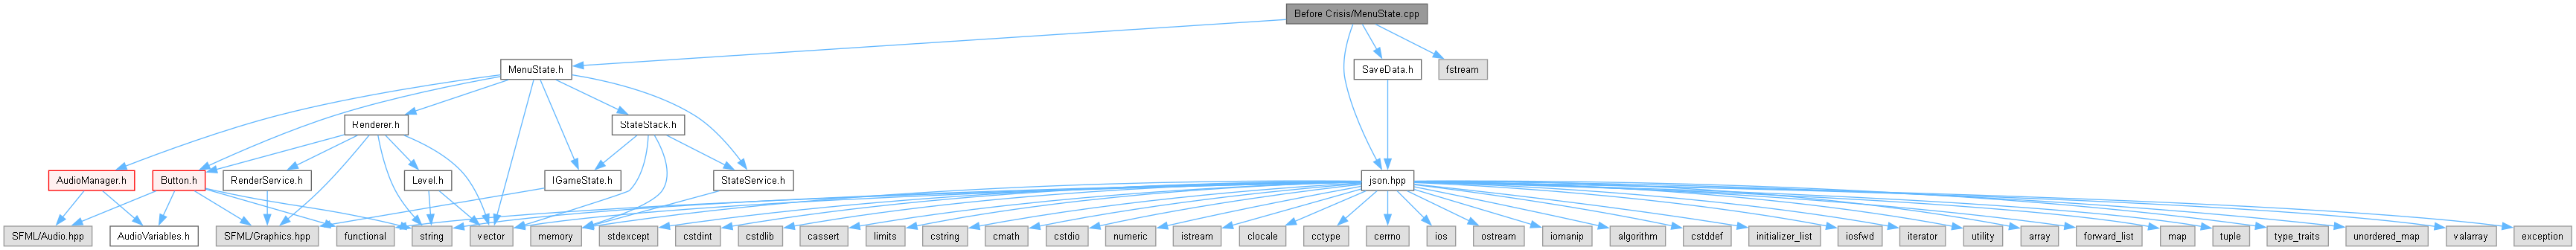 Before Crisis/MenuState.cpp
MenuState.h
SaveData.h
fstream
Renderer.h
StateStack.h
AudioManager.h
Button.h
RenderService.h
Level.h
IGameState.h
StateService.h
json.hpp
SFML/Audio.hpp
AudioVariables.h
SFML/Graphics.hpp
functional
string
vector
memory
stdexcept
cstdint
cstdlib
cassert
limits
cstring
cmath
cstdio
numeric
istream
clocale
cctype
cerrno
ios
ostream
iomanip
algorithm
cstddef
initializer_list
iosfwd
iterator
utility
array
forward_list
map
tuple
type_traits
unordered_map
valarray
exception